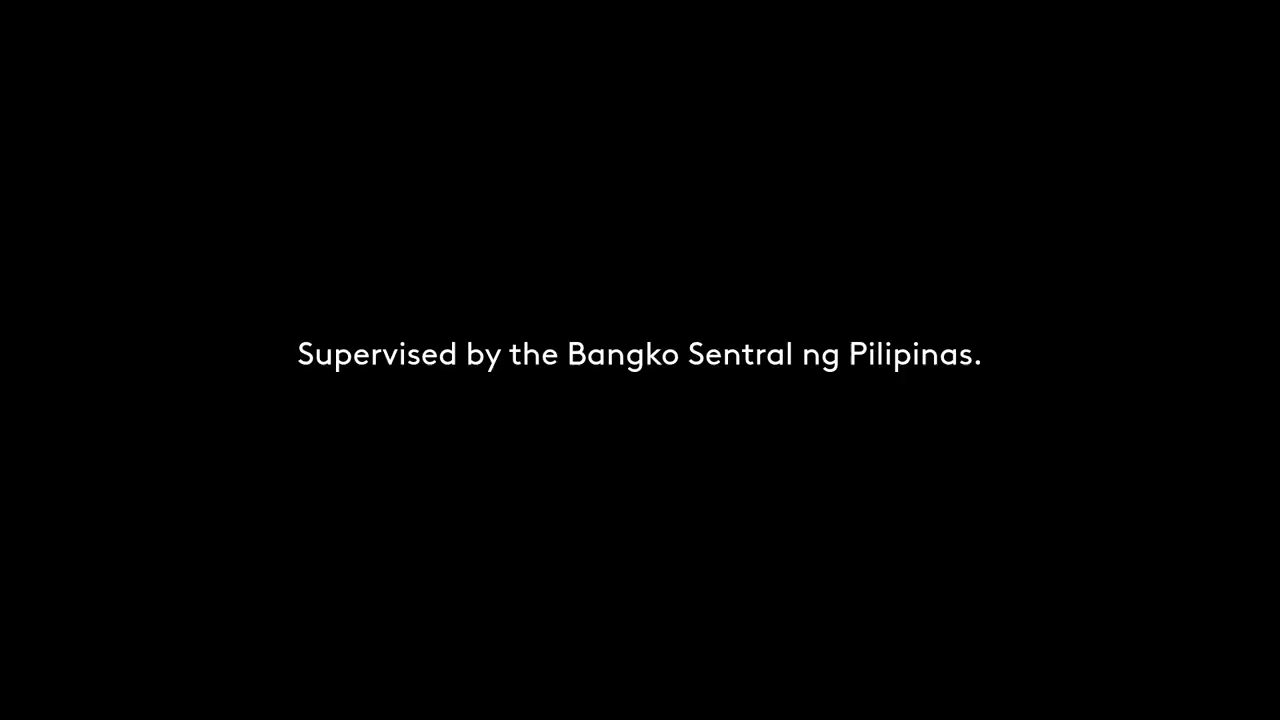 Supervised by the Bangko Sentral ng Pilipinas.